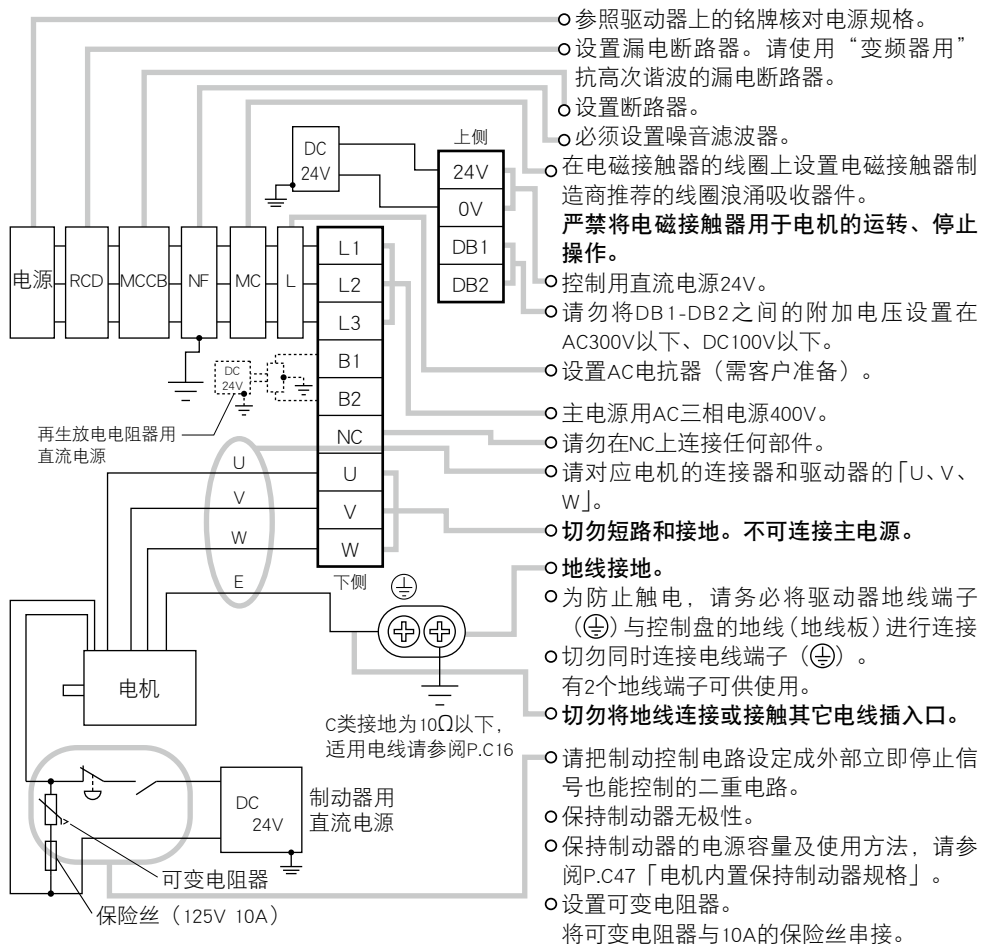 参照驱动器上的铭牌核对电源规格。
设置漏电断路器。请使用“变频器用”
抗高次谐波的漏电断路器。
设置断路器。
必须设置噪音滤波器。
在电磁接触器的线圈上设置电磁接触器制
造商推荐的线圈浪涌吸收器件。
严禁将电磁接触器用于电机的运转、停止
操作。
控制用直流电源24V。
请勿将DB1-DB2之间的附加电压设置在
AC300V以下、DC100V以下。
设置AC电抗器（需客户准备）。
主电源用AC三相电源400V。
请勿在NC上连接任何部件。
请对应电机的连接器和驱动器的「U、V、
W」。
切勿短路和接地。不可连接主电源。
地线接地。
为防止触电，请务必将驱动器地线端子
（⏚）与控制盘的地线（地线板）进行连接
切勿同时连接电线端子（⏚）。
有2个地线端子可供使用。
切勿将地线连接或接触其它电线插入口。
请把制动控制电路设定成外部立即停止信
号也能控制的二重电路。
保持制动器无极性。
保持制动器的电源容量及使用方法，请参
阅P.C47「电机内置保持制动器规格」。
设置可变电阻器。
将可变电阻器与10A的保险丝串接。
上侧
DC
24V
24V
0V
DB1
DB2
电源
RCD
MCCB
NF
MC
L
L1
L2
L3
B1
B2
NC
U
V
W
下侧
DC
24V
再生放电电阻器用
直流电源
U
V
W
E
电机
C类接地为10Ω以下，
适用电线请参阅P.C16
DC
24V
制动器用
直流电源
可变电阻器
保险丝（125V 10A）